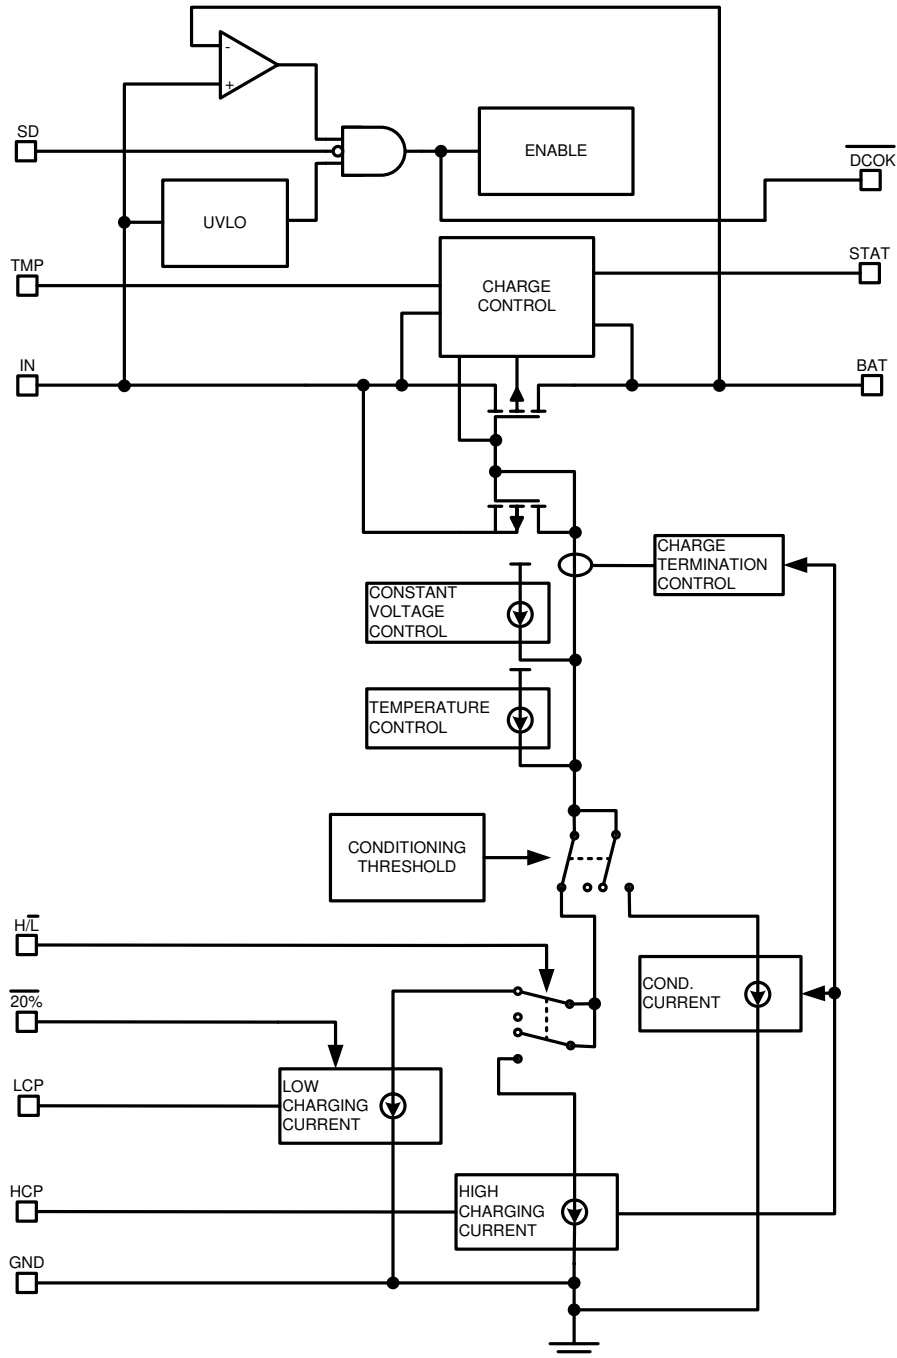 -
+
SD
ENABLE
DCOK
UVLO
TMP
CHARGE
CONTROL
STAT
IN
BAT
CHARGE
TERMINATION
CONTROL
CONSTANT
VOLTAGE
CONTROL
TEMPERATURE
CONTROL
CONDITIONING
THRESHOLD
H/L
COND.
CURRENT
20%
LCP
LOW
CHARGING
CURRENT
HCP
HIGH
CHARGING
CURRENT
GND